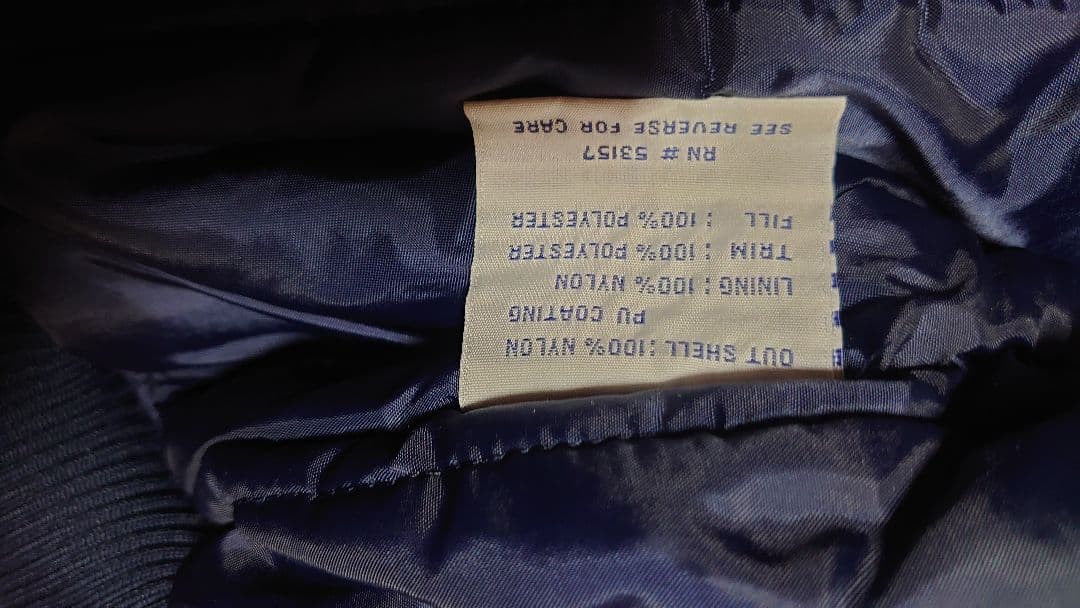 OUT SHELL:100% NYLON
PU COATING
LINING : 100% NYLON
TRIM : 100% POLYESTER
FILL : 100% POLYESTER
RN # 53157
SEE REVERSE FOR CARE